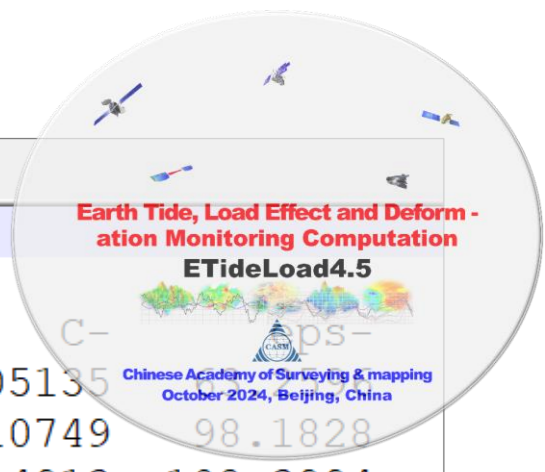 Earth Tide, Load Effect and Deform -
ation Monitoring Computation
ETideLoad4.5
C- eps-
CASM
05135
Chinese Academy of Surveying & mapping
October 2024, Beijing, China
10749 98.1828